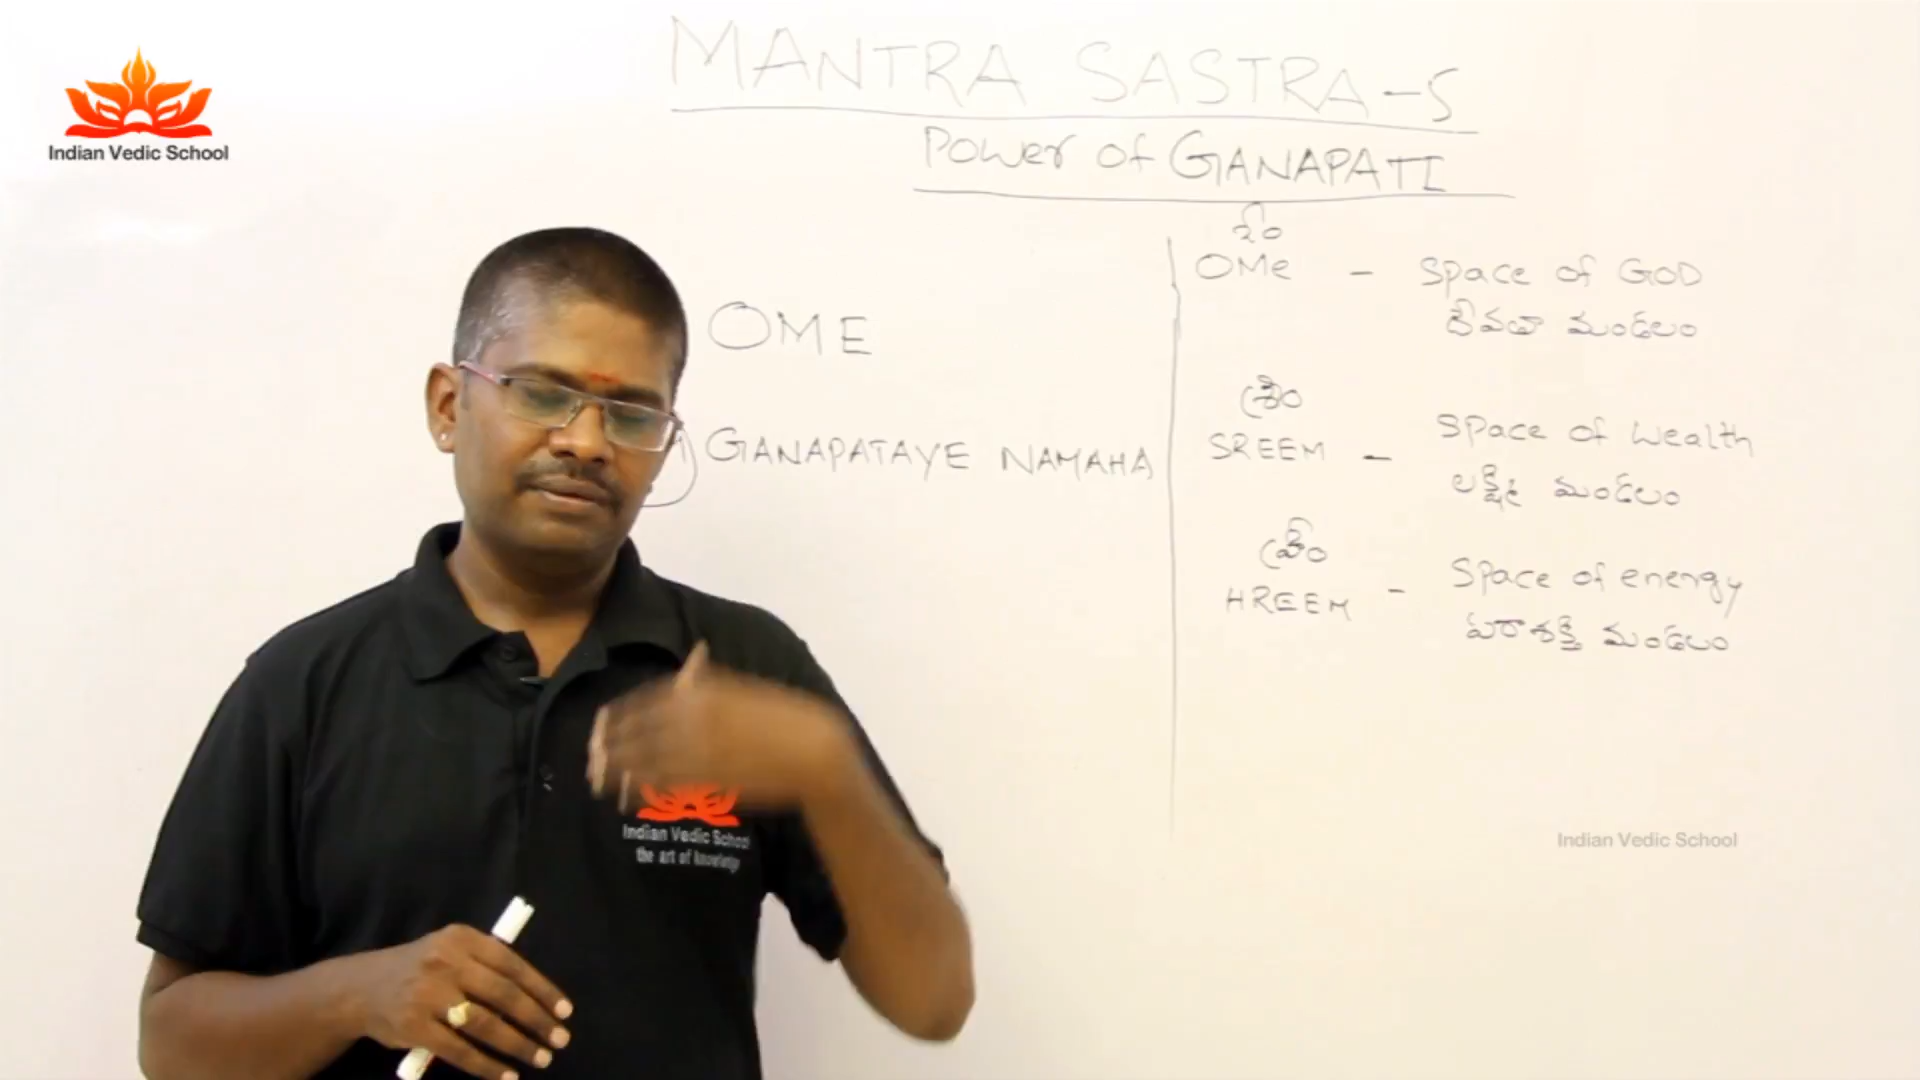 Indian Vedic School
MANTRA SASTRA-5
Power of GANAPATI
OME
GANAPATAYE NAMAHA
ఓం
OMe - Space of GOD
దేవతా మండలం
శ్రీం
SREEM - Space of wealth
లక్ష్మీ మండలం
హ్రీం
HREEM - Space of energy
పరాశక్తి మండలం
Indian Vedic School
the art of knowledge
Indian Vedic School